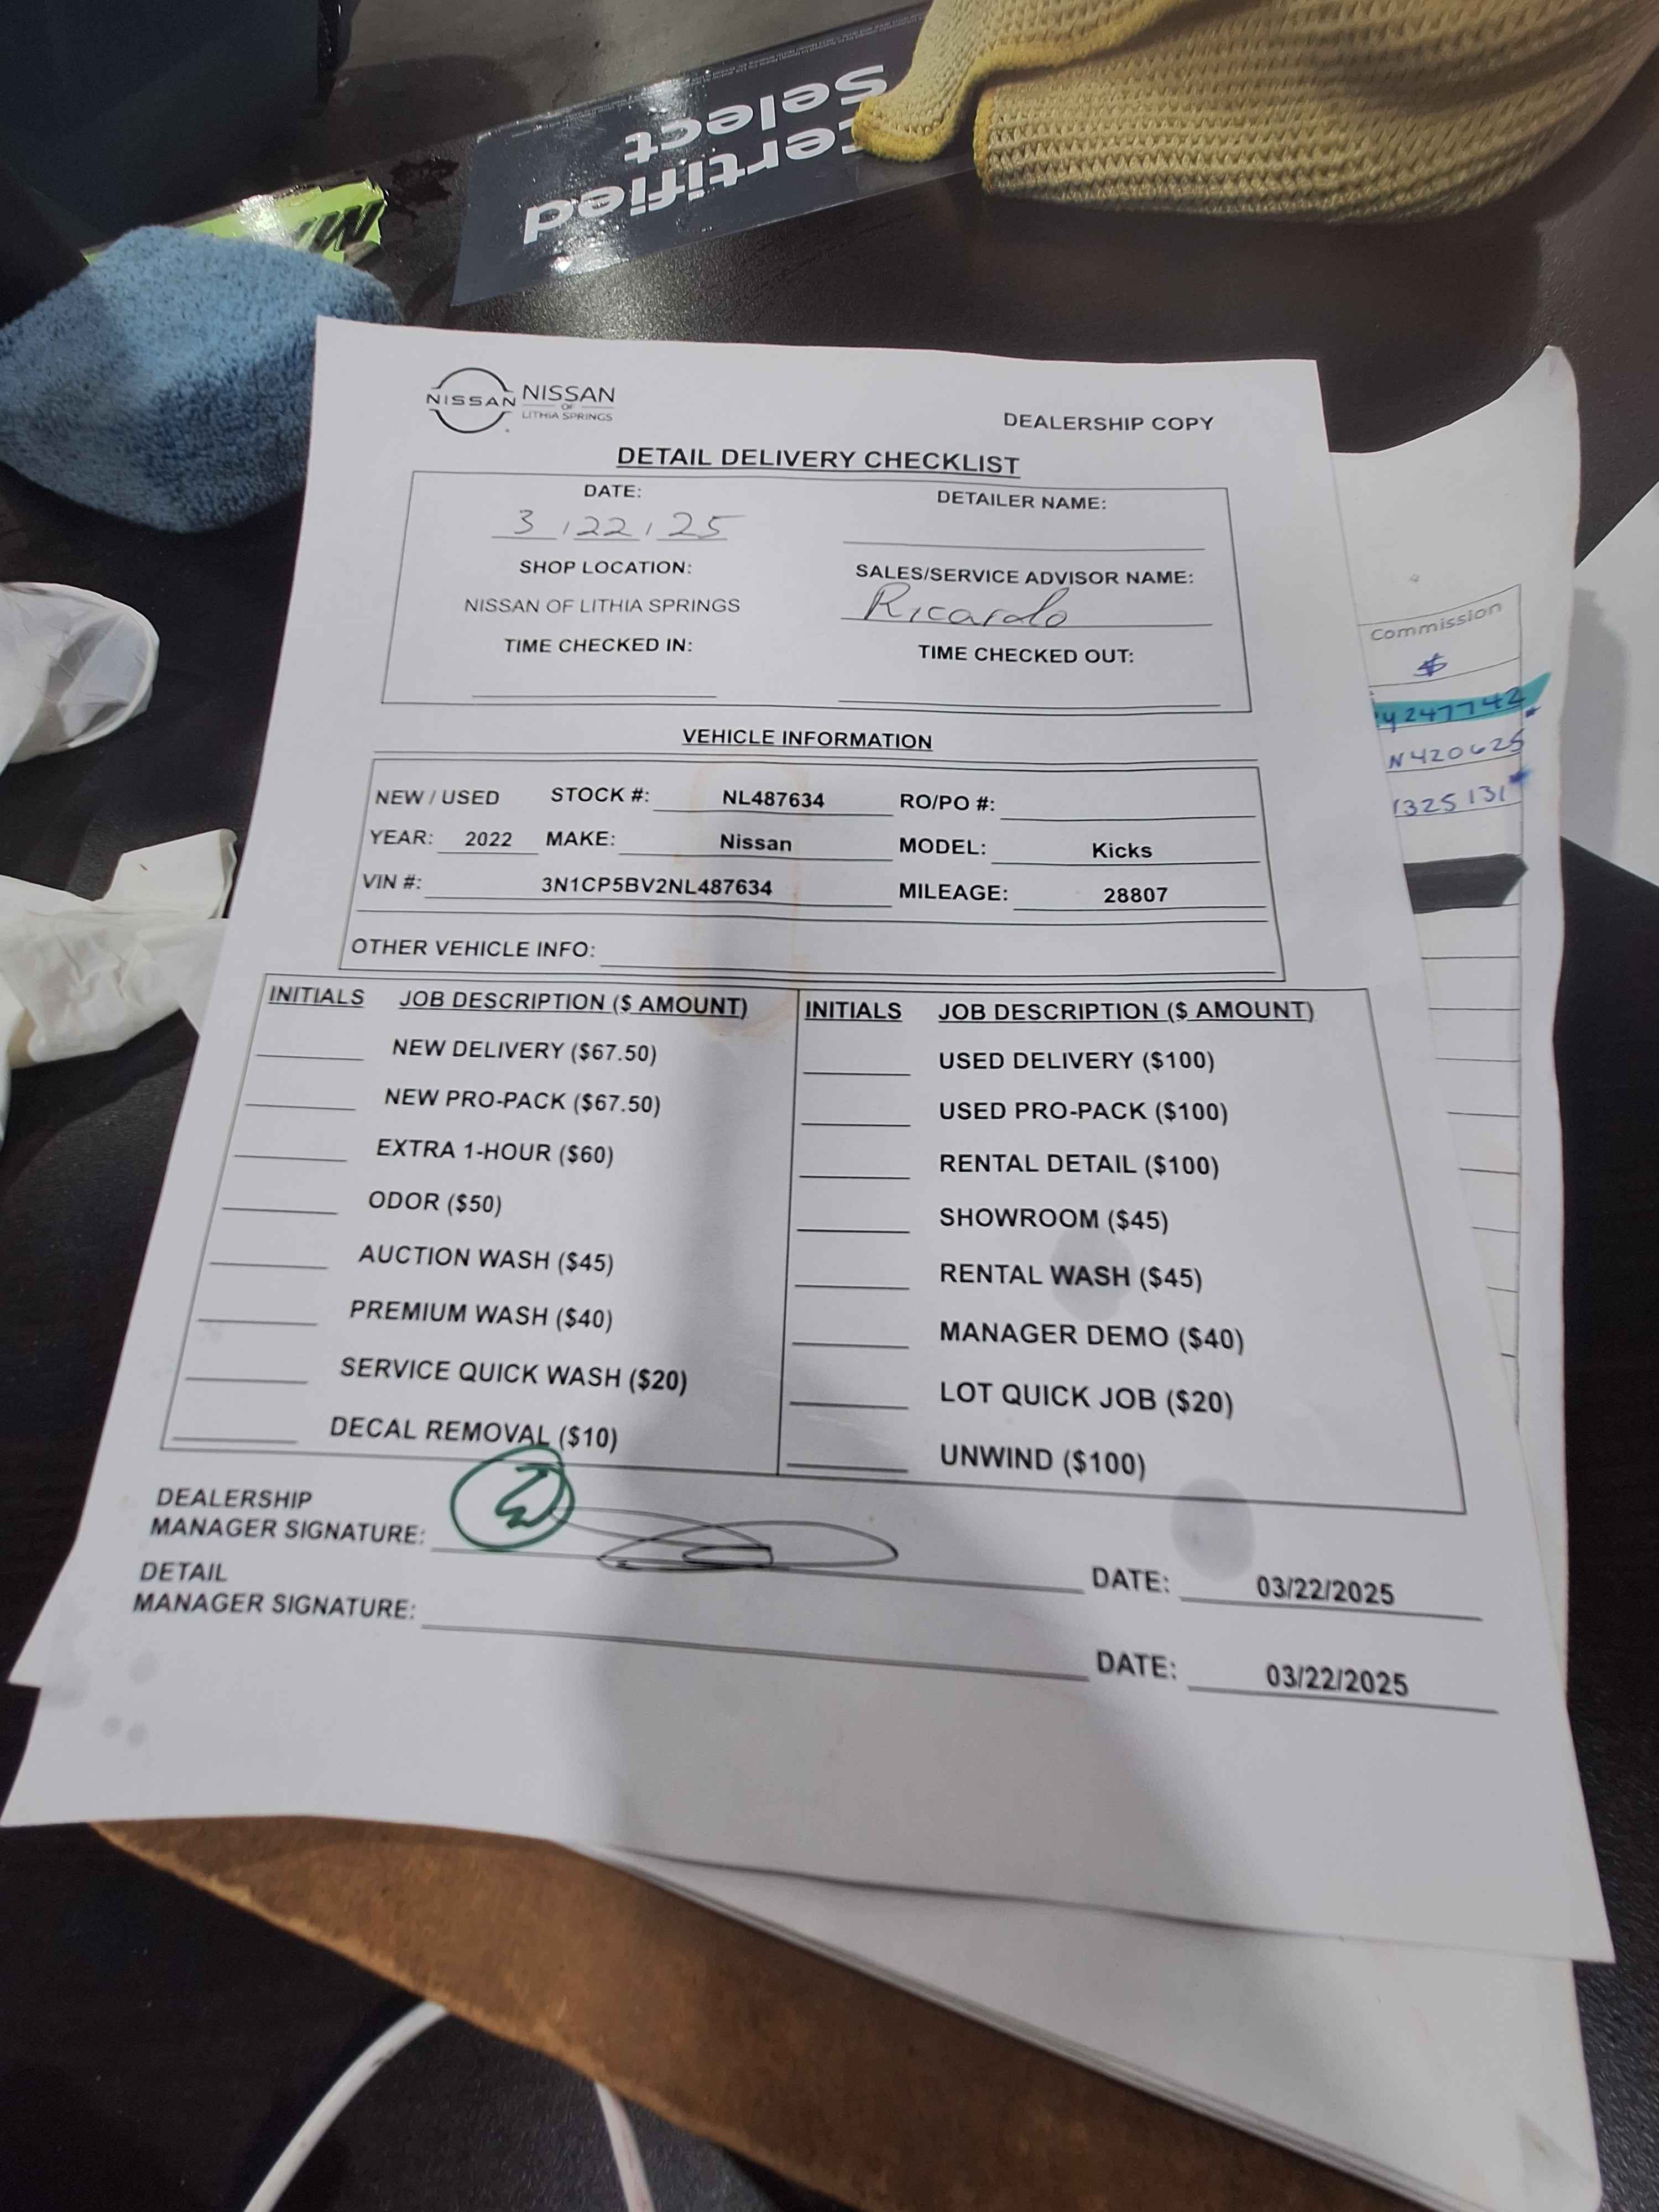 Certified
Select
NISSAN
NISSAN
OF
LITHIA SPRINGS
DEALERSHIP COPY
DETAIL DELIVERY CHECKLIST
DATE:
3 / 22 / 25
DETAILER NAME:
SHOP LOCATION:
NISSAN OF LITHIA SPRINGS
SALES/SERVICE ADVISOR NAME:
Ricardo
TIME CHECKED IN:
TIME CHECKED OUT:
VEHICLE INFORMATION
NEW / USED STOCK #: NL487634 RO/PO #:
YEAR: 2022 MAKE: Nissan MODEL: Kicks
VIN #: 3N1CP5BV2NL487634 MILEAGE: 28807
OTHER VEHICLE INFO:
INITIALS JOB DESCRIPTION ($ AMOUNT)
NEW DELIVERY ($67.50)
NEW PRO-PACK ($67.50)
EXTRA 1-HOUR ($60)
ODOR ($50)
AUCTION WASH ($45)
PREMIUM WASH ($40)
SERVICE QUICK WASH ($20)
DECAL REMOVAL ($10)
INITIALS JOB DESCRIPTION ($ AMOUNT)
USED DELIVERY ($100)
USED PRO-PACK ($100)
RENTAL DETAIL ($100)
SHOWROOM ($45)
RENTAL WASH ($45)
MANAGER DEMO ($40)
LOT QUICK JOB ($20)
UNWIND ($100)
DEALERSHIP
MANAGER SIGNATURE:
DATE: 03/22/2025
DETAIL
MANAGER SIGNATURE:
DATE: 03/22/2025
Commission
$
y247742
N420625
1325131